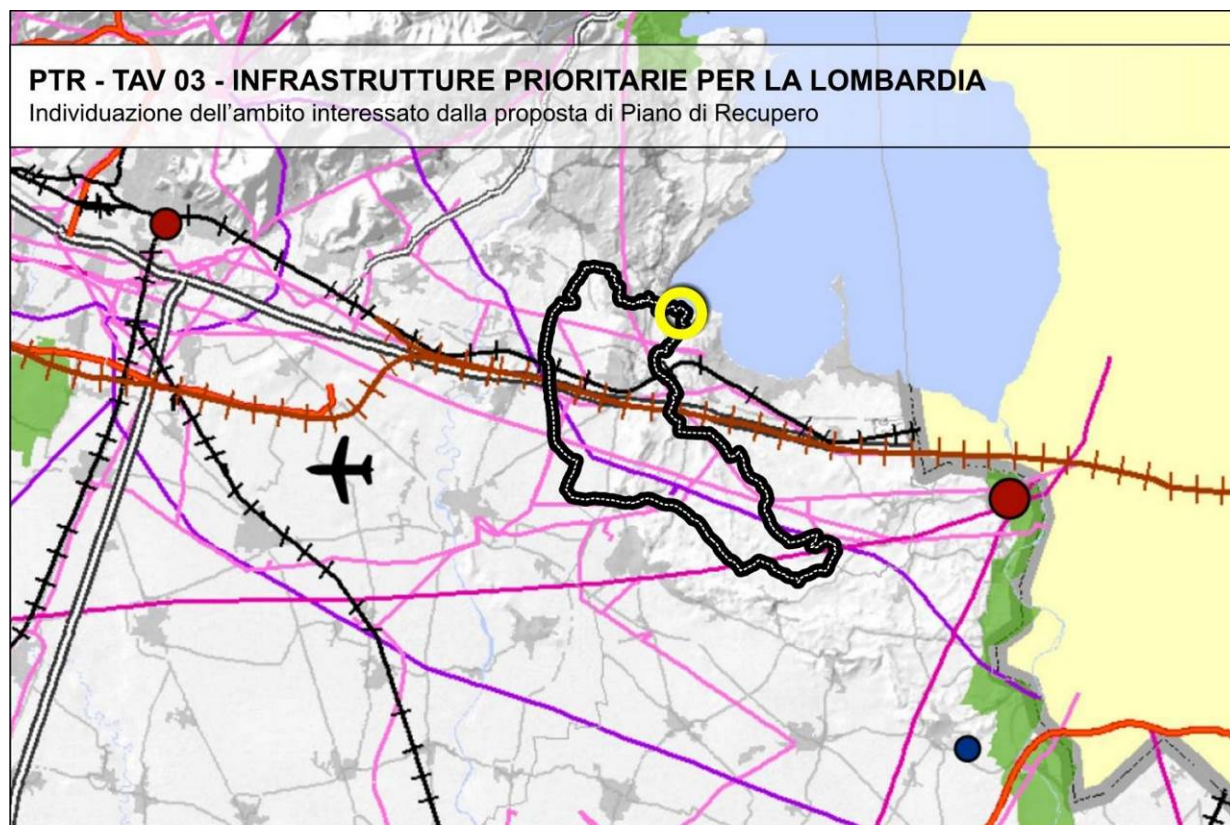 PTR - TAV 03 - INFRASTRUTTURE PRIORITARIE PER LA LOMBARDIA
Individuazione dell'ambito interessato dalla proposta di Piano di Recupero